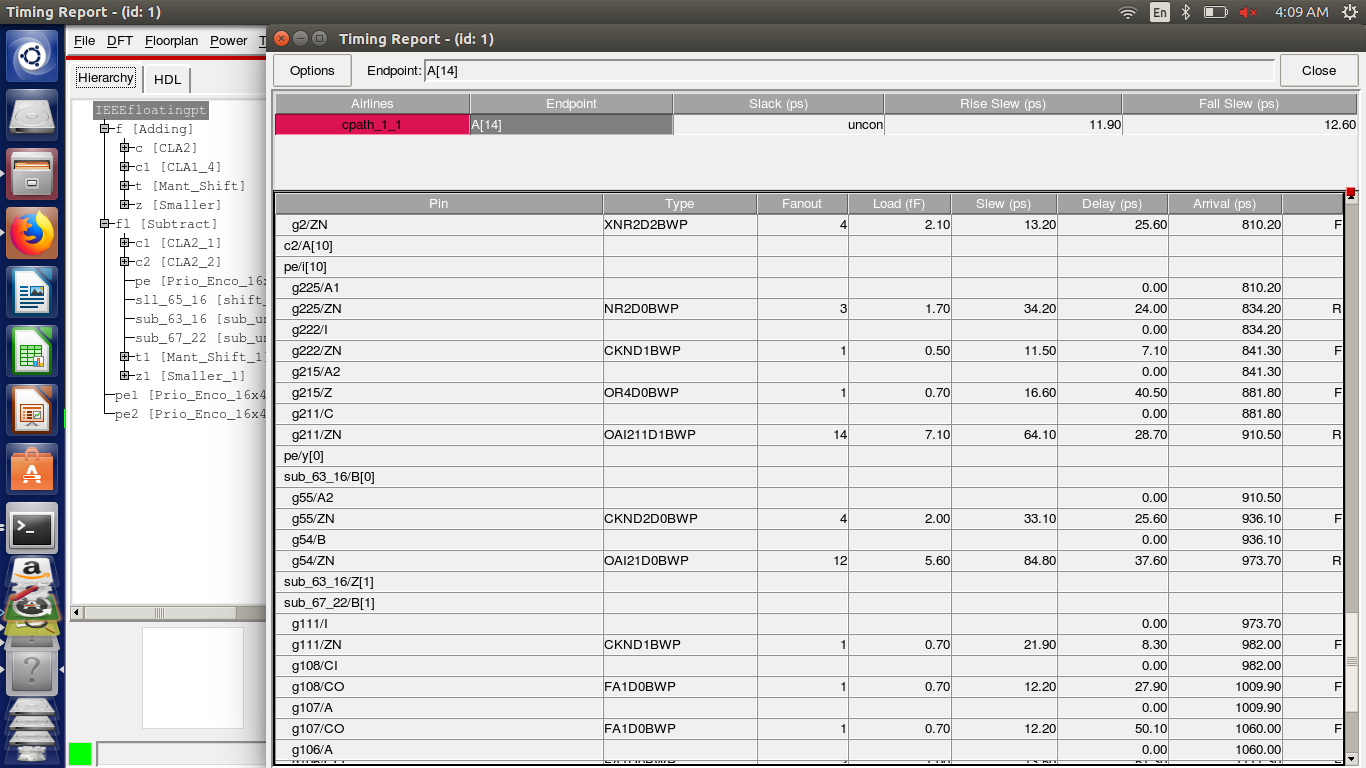 Timing Report - (id: 1)
En
4:09 AM
File DFT Floorplan Power T
Hierarchy HDL
IEEEfloatingpt
f [Adding]
c [CLA2]
c1 [CLA1_4]
t [Mant_Shift]
z [Smaller]
f1 [Subtract]
c1 [CLA2_1]
c2 [CLA2_2]
pe [Prio_Enco_16x
sll_65_16 [shift_
sub_63_16 [sub_u
sub_67_22 [sub_u
t1 [Mant_Shift_1
z1 [Smaller_1]
pe1 [Prio_Enco_16x4
pe2 [Prio_Enco_16x4
Timing Report - (id: 1)
Options Endpoint: A[14] Close
Airlines Endpoint Slack (ps) Rise Slew (ps) Fall Slew (ps)
cpath_1_1 A[14] uncon 11.90 12.60
Pin Type Fanout Load (fF) Slew (ps) Delay (ps) Arrival (ps)
g2/ZN XNR2D2BWP 4 2.10 13.20 25.60 810.20 F
c2/A[10]
pe/i[10]
g225/A1 0.00 810.20
g225/ZN NR2D0BWP 3 1.70 34.20 24.00 834.20 R
g222/I 0.00 834.20
g222/ZN CKND1BWP 1 0.50 11.50 7.10 841.30 F
g215/A2 0.00 841.30
g215/Z OR4D0BWP 1 0.70 16.60 40.50 881.80 F
g211/C 0.00 881.80
g211/ZN OAI211D1BWP 14 7.10 64.10 28.70 910.50 R
pe/y[0]
sub_63_16/B[0]
g55/A2 0.00 910.50
g55/ZN CKND2D0BWP 4 2.00 33.10 25.60 936.10 F
g54/B 0.00 936.10
g54/ZN OAI21D0BWP 12 5.60 84.80 37.60 973.70 R
sub_63_16/Z[1]
sub_67_22/B[1]
g111/I 0.00 973.70
g111/ZN CKND1BWP 1 0.70 21.90 8.30 982.00 F
g108/CI 0.00 982.00
g108/CO FA1D0BWP 1 0.70 12.20 27.90 1009.90 F
g107/A 0.00 1009.90
g107/CO FA1D0BWP 1 0.70 12.20 50.10 1060.00 F
g106/A 0.00 1060.00